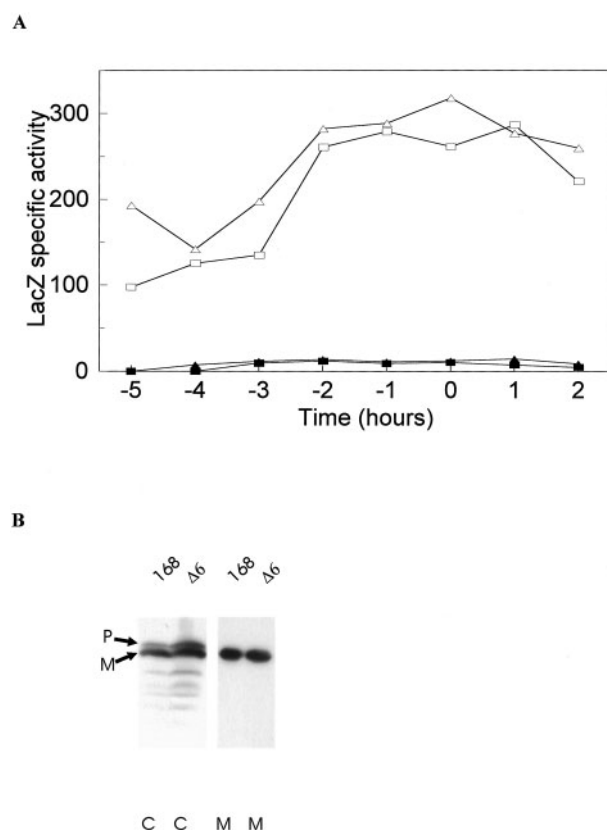 A
LacZ specific activity
300
200
100
0
-5 -4 -3 -2 -1 0 1 2
Time (hours)
B
168 Δ6 168 Δ6
P
M
C C M M